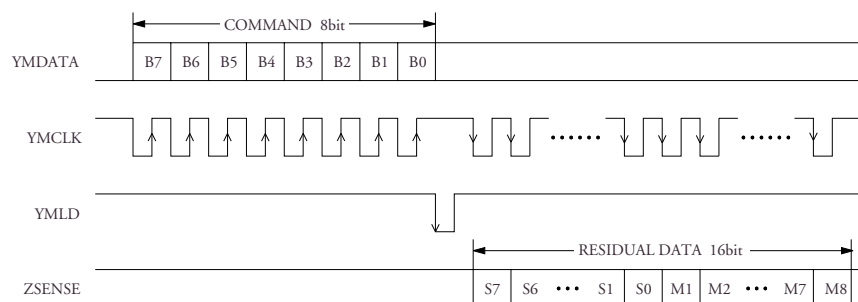 COMMAND 8bit
YMDATA B7 B6 B5 B4 B3 B2 B1 B0
YMCLK ...... ......
YMLD
RESIDUAL DATA 16bit
ZSENSE S7 S6 ... S1 S0 M1 M2 ... M7 M8